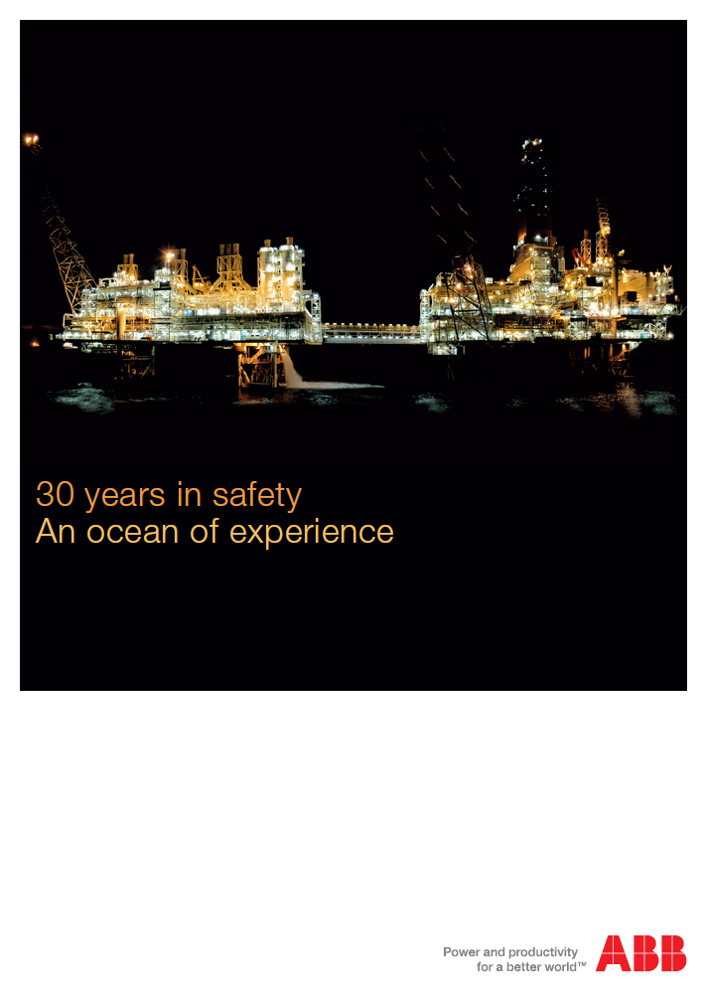 30 years in safety
An ocean of experience
Power and productivity
for a better world™
ABB